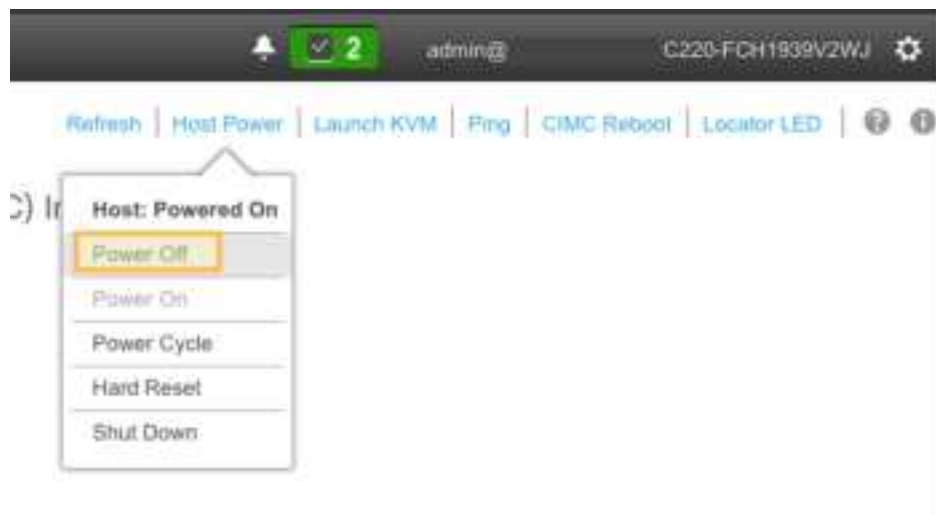 2 admin@ C220-FCH1939V2WJ
Refresh | Host Power | Launch KVM | Ping | CIMC Reboot | Locator LED |
C) Ir
Host: Powered On
Power Off
Power On
Power Cycle
Hard Reset
Shut Down